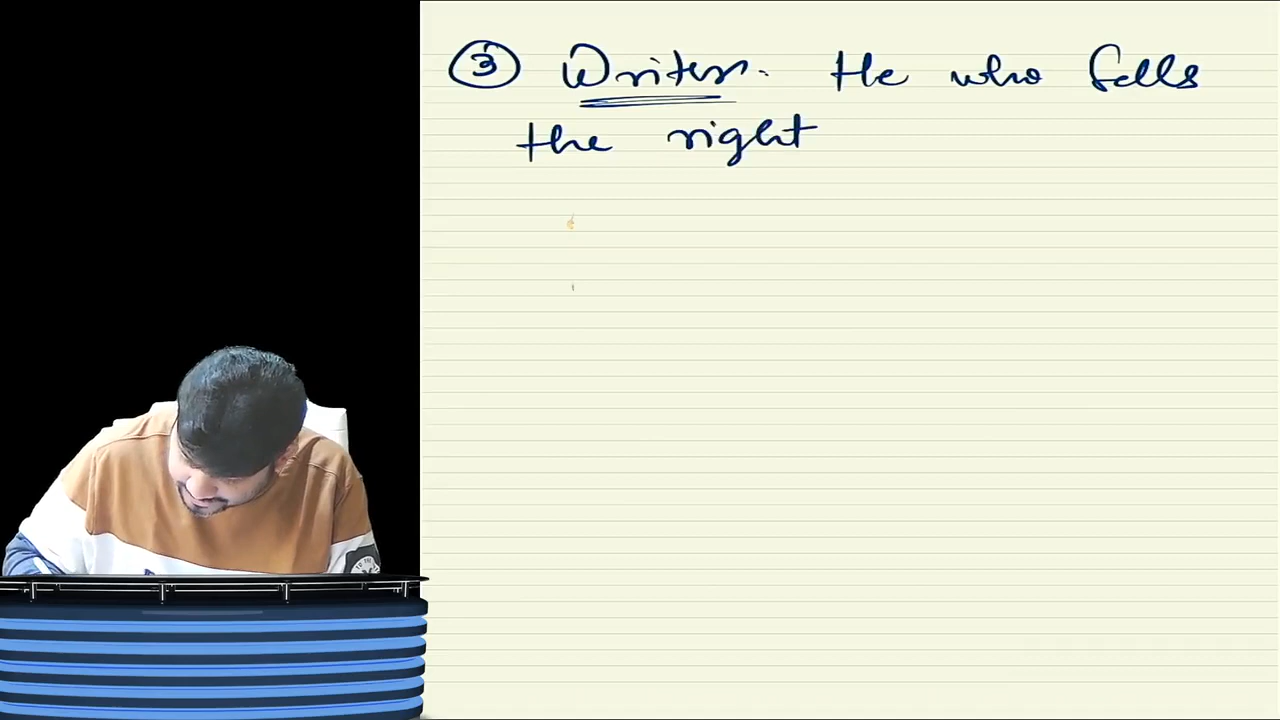 ③ Writer. He who sells
the right